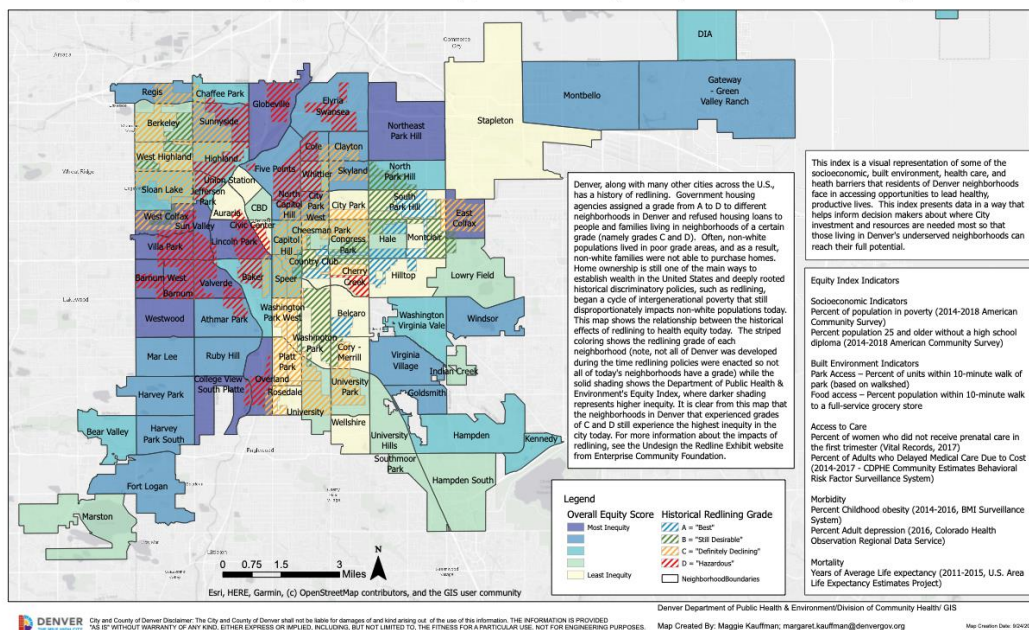 DIA
Commerce City
Arvada
Regis
Chaffee Park
Globeville
Elyria
Swansea
Montbello
Gateway
- Green
Valley Ranch
Berkeley
Sunnyside
Northeast
Park Hill
Stapleton
West Highland
Highland
Five Points
Cole
Whittier
Clayton
Skyland
North
Park Hill
Wheat Ridge
Sloan Lake
Jefferson
Park
Union Station
Auraria
CBD
North
Capitol
Hill
City
Park
West
City Park
South
Park Hill
East
Colfax
West Colfax
Sun Valley
Civic Center
Cheesman Park
Congress
Park
Hale
Montclair
Villa Park
Lincoln Park
Capitol
Hill
Country Club
Cherry
Creek
Hilltop
Lowry Field
Barnum West
Barnum
Valverde
Baker
Speer
Lakewood
Westwood
Athmar Park
Washington
Park West
Washington
Park
Belcaro
Washington
Virginia Vale
Windsor
Mar Lee
Ruby Hill
Platt
Park
Cory -
Merrill
Virginia
Village
Indian Creek
Goldsmith
Harvey Park
College View
South Platte
Overland
Rosedale
University
University
Park
Bear Valley
Harvey
Park South
Wellshire
University
Hills
Hampden
Kennedy
Southmoor
Park
Hampden South
Fort Logan
Marston
Englewood
Littleton
0 0.75 1.5 3
Miles
N
Esri, HERE, Garmin, (c) OpenStreetMap contributors, and the GIS user community
Denver, along with many other cities across the U.S.,
has a history of redlining. Government housing
agencies assigned a grade from A to D to different
neighborhoods in Denver and refused housing loans to
people and families living in neighborhoods of a certain
grade (namely grades C and D). Often, non-white
populations lived in poor grade areas, and as a result,
non-white families were not able to purchase homes.
Home ownership is still one of the main ways to
establish wealth in the United States and deeply rooted
historical discriminatory policies, such as redlining,
began a cycle of intergenerational poverty that still
disproportionately impacts non-white populations today.
This map shows the relationship between the historical
effects of redlining to health equity today. The striped
coloring shows the redlining grade of each
neighborhood (note, not all of Denver was developed
during the time redlining policies were enacted so not
all of today's neighborhoods have a grade) while the
solid shading shows the Department of Public Health &
Environment's Equity Index, where darker shading
represents higher inequity. It is clear from this map that
the neighborhoods in Denver that experienced grades
of C and D still experience the highest inequity in the
city today. For more information about the impacts of
redlining, see the Undesign the Redline Exhibit website
from Enterprise Community Foundation.
Legend
Overall Equity Score
Most Inequity
Least Inequity
Historical Redlining Grade
A = "Best"
B = "Still Desirable"
C = "Definitely Declining"
D = "Hazardous"
NeighborhoodBoundaries
This index is a visual representation of some of the
socioeconomic, built environment, health care, and
heath barriers that residents of Denver neighborhoods
face in accessing opportunities to lead healthy,
productive lives. This index presents data in a way that
helps inform decision makers about where City
investment and resources are needed most so that
those living in Denver's underserved neighborhoods can
reach their full potential.
Equity Index Indicators
Socioeconomic Indicators
Percent of population in poverty (2014-2018 American
Community Survey)
Percent population 25 and older without a high school
diploma (2014-2018 American Community Survey)
Built Environment Indicators
Park Access – Percent of units within 10-minute walk of
park (based on walkshed)
Food access – Percent population within 10-minute walk
to a full-service grocery store
Access to Care
Percent of women who did not receive prenatal care in
the first trimester (Vital Records, 2017)
Percent of Adults who Delayed Medical Care Due to Cost
(2014-2017 - CDPHE Community Estimates Behavioral
Risk Factor Surveillance System)
Morbidity
Percent Childhood obesity (2014-2016, BMI Surveillance
System)
Percent Adult depression (2016, Colorado Health
Observation Regional Data Service)
Mortality
Years of Average Life expectancy (2011-2015, U.S. Area
Life Expectancy Estimates Project)
Denver Department of Public Health & Environment/Division of Community Health/ GIS
DENVER
THE MILE HIGH CITY
City and County of Denver Disclaimer: The City and County of Denver shall not be liable for damages of and kind arising out of the use of this information. THE INFORMATION IS PROVIDED
"AS IS" WITHOUT WARRANTY OF ANY KIND, EITHER EXPRESS OR IMPLIED, INCLUDING, BUT NOT LIMITED TO, THE FITNESS FOR A PARTICULAR USE. NOT FOR ENGINEERING PURPOSES.
Map Created By: Maggie Kauffman; margaret.kauffman@denvergov.org